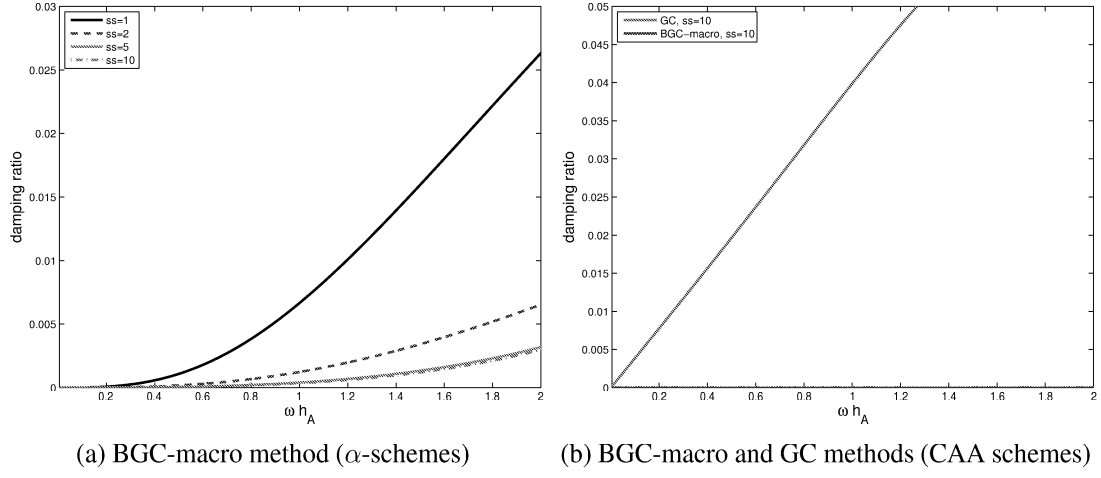 ss=1
ss=2
ss=5
ss=10
0.03
0.025
0.02
0.015
0.01
0.005
0
damping ratio
0.2 0.4 0.6 0.8 1 1.2 1.4 1.6 1.8 2
ω hA
(a) BGC-macro method (α-schemes)
GC, ss=10
BGC−macro, ss=10
0.05
0.045
0.04
0.035
0.03
0.025
0.02
0.015
0.01
0.005
0
damping ratio
0.2 0.4 0.6 0.8 1 1.2 1.4 1.6 1.8 2
ω hA
(b) BGC-macro and GC methods (CAA schemes)